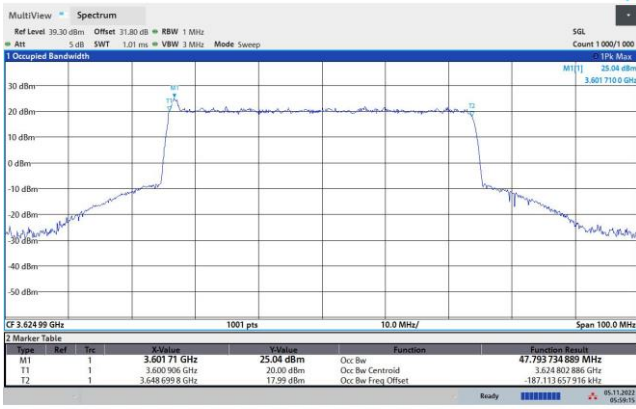 MultiView Spectrum
Ref Level 39.30 dBm Offset 31.80 dB RBW 1 MHz SGL
Att 5 dB SWT 1.01 ms VBW 3 MHz Mode Sweep Count 1 000/1 000
1 Occupied Bandwidth 1Pk Max
M1[1] 25.04 dBm
3.601 710 0 GHz
30 dBm
M1
T1
T2
20 dBm
10 dBm
0 dBm
-10 dBm
-20 dBm
-30 dBm
-40 dBm
-50 dBm
CF 3.624 99 GHz 1001 pts 10.0 MHz/ Span 100.0 MHz
2 Marker Table
Type Ref Trc X-Value Y-Value Function Function Result
M1 1 3.601 71 GHz 25.04 dBm Occ Bw 47.793 734 889 MHz
T1 1 3.600 906 GHz 20.00 dBm Occ Bw Centroid 3.624 802 886 GHz
T2 1 3.648 699 8 GHz 17.99 dBm Occ Bw Freq Offset -187.113 657 916 kHz
Ready 05.11.2022
05:59:15